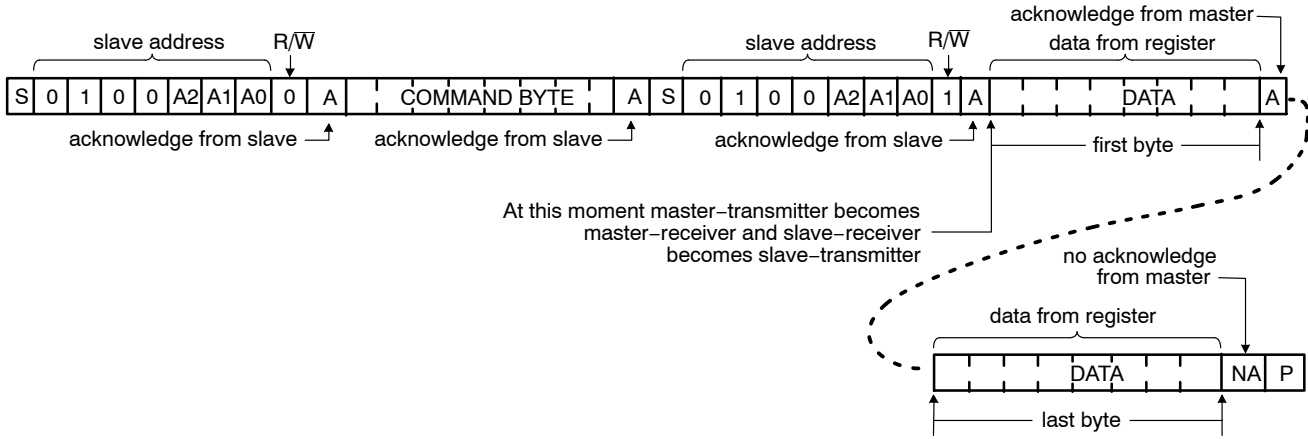 acknowledge from master
slave address R/W̅ slave address R/W̅ data from register
S 0 1 0 0 A2 A1 A0 0 A COMMAND BYTE A S 0 1 0 0 A2 A1 A0 1 A DATA A
acknowledge from slave acknowledge from slave acknowledge from slave first byte
At this moment master−transmitter becomes
master−receiver and slave−receiver
becomes slave−transmitter
no acknowledge
from master
data from register
DATA NA P
last byte